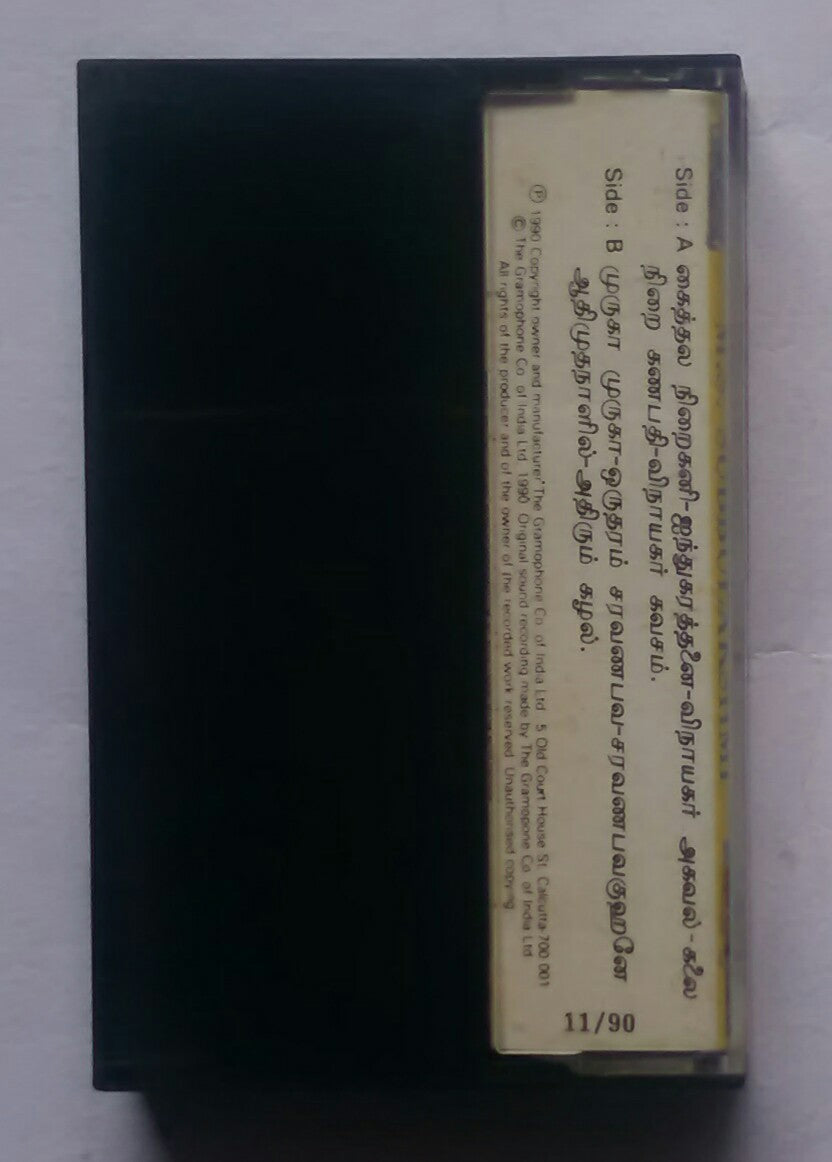 Side : A கைத்தல நிறைகனி-ஐந்துகரத்தனை-விநாயகர் அகவல்-கலை
நிறை கணபதி-விநாயகர் கவசம்.
Side : B முருகா முருகா-ஒருதரம் சரவணபவ-சரவணபவகுஹனே
ஆதிமுதநாளில்-அதிரும் கழல்.
Ⓟ 1990 Copyright owner and manufacturer The Gramophone Co. of India Ltd. 5 Old Court House St. Calcutta-700 001
© The Gramophone Co. of India Ltd. 1990 Original sound recording made by The Gramopone Co. of India Ltd
All rights of the producer and of the owner of the recorded work reserved. Unauthorised copying
11/90